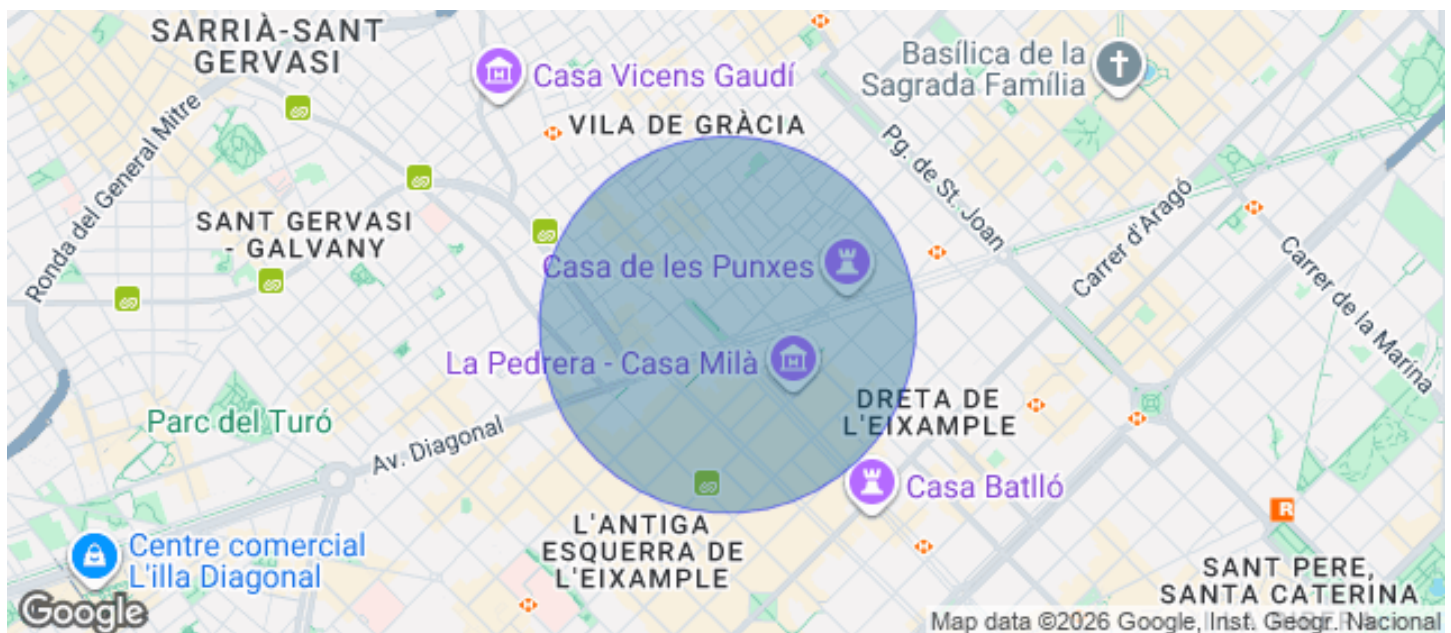 SARRIÀ-SANT
GERVASI
Casa Vicens Gaudí
Basílica de la
Sagrada Família
VILA DE GRÀCIA
Ronda del General Mitre
Pg. de St. Joan
Carrer d'Aragó
SANT GERVASI
- GALVANY
Casa de les Punxes
Carrer de la Marina
La Pedrera - Casa Milà
DRETA DE
L'EIXAMPLE
Parc del Turó
Av. Diagonal
Casa Batlló
R
L'ANTIGA
ESQUERRA DE
L'EIXAMPLE
Centre comercial
L'illa Diagonal
SANT PERE,
SANTA CATERINA
Google
Map data ©2026 Google, Inst. Geogr. Nacional